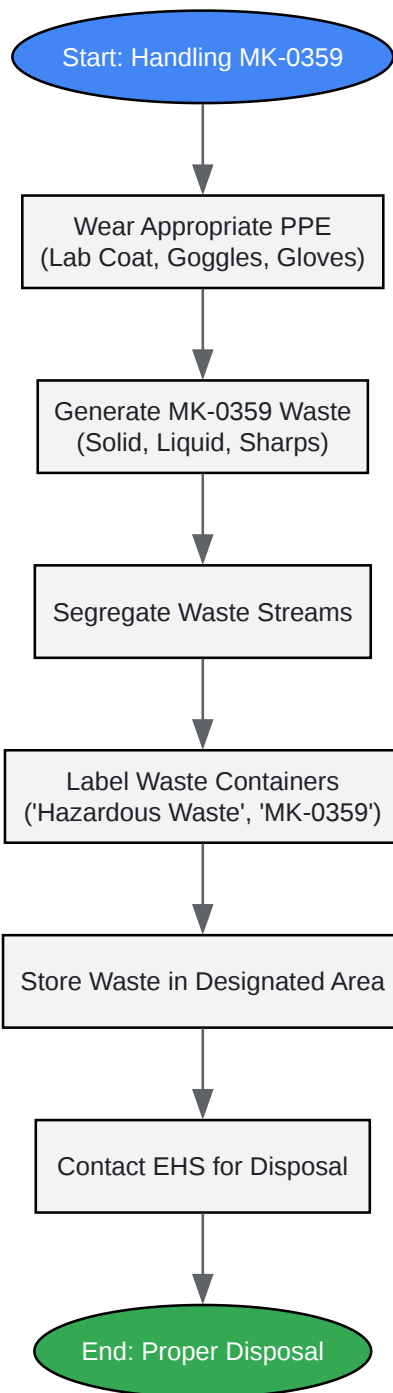 Start: Handling MK-0359
Wear Appropriate PPE
(Lab Coat, Goggles, Gloves)
Generate MK-0359 Waste
(Solid, Liquid, Sharps)
Segregate Waste Streams
Label Waste Containers
('Hazardous Waste', 'MK-0359')
Store Waste in Designated Area
Contact EHS for Disposal
End: Proper Disposal